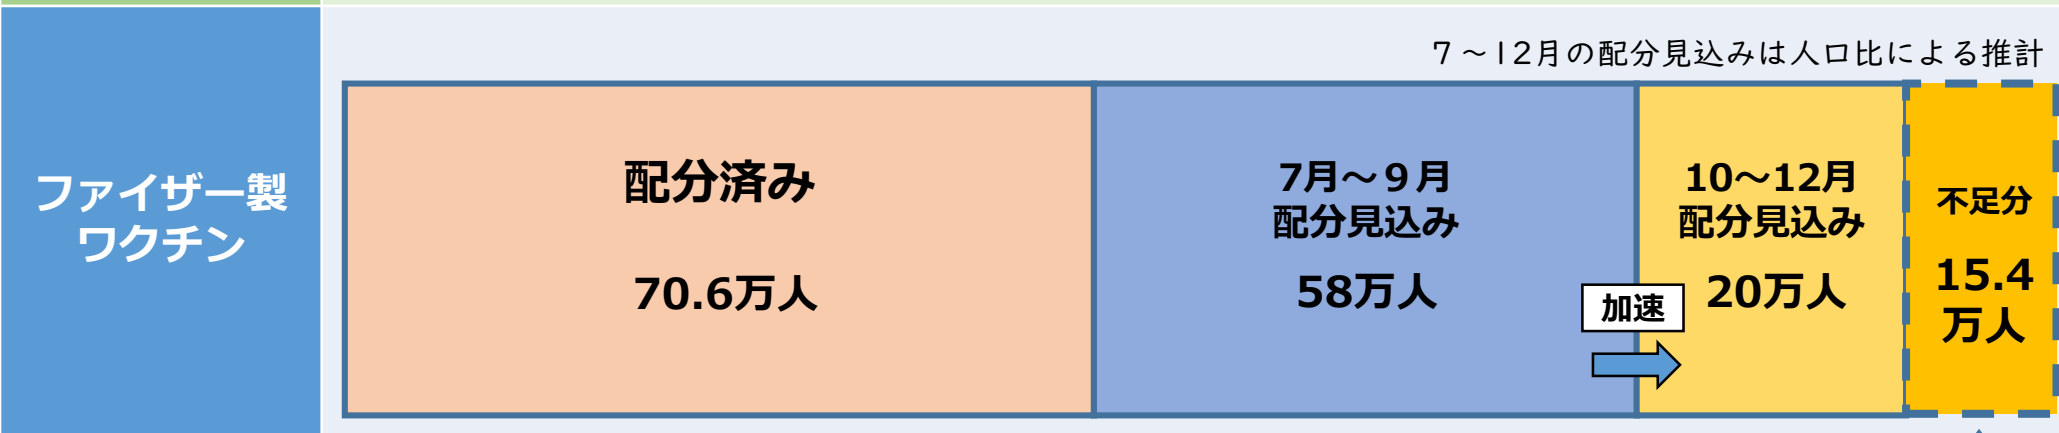 7～12月の配分見込みは人口比による推計
ファイザー製
ワクチン
配分済み
70.6万人
7月～９月
配分見込み
58万人
加速
10～12月
配分見込み
20万人
不足分
15.4
万人